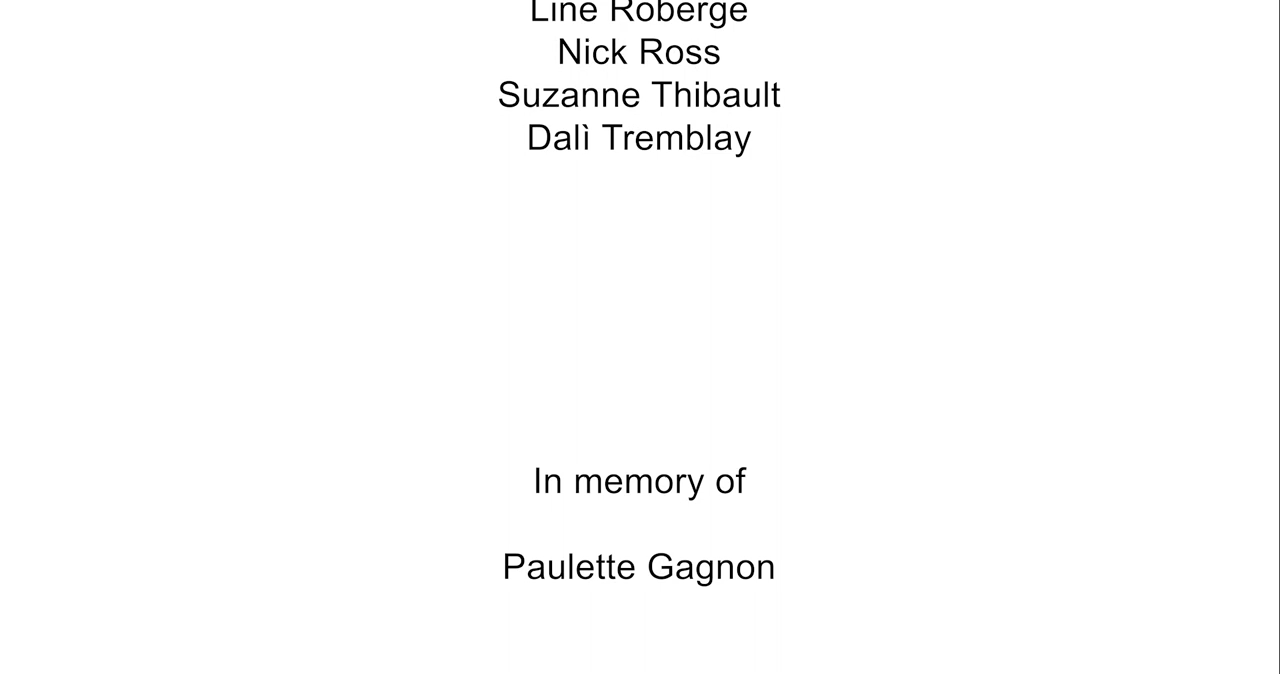 Line Roberge
Nick Ross
Suzanne Thibault
Dalì Tremblay
In memory of
Paulette Gagnon